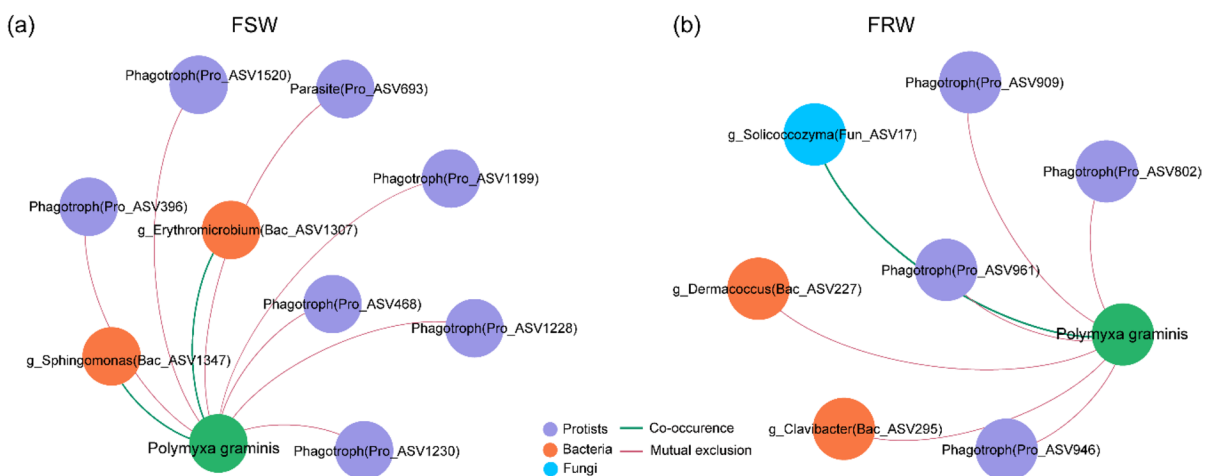 (a)
FSW
Phagotroph(Pro_ASV1520)
Parasite(Pro_ASV693)
Phagotroph(Pro_ASV1199)
Phagotroph(Pro_ASV396)
g_Erythromicrobium(Bac_ASV1307)
Phagotroph(Pro_ASV468)
Phagotroph(Pro_ASV1228)
g_Sphingomonas(Bac_ASV1347)
Polymyxa graminis
Phagotroph(Pro_ASV1230)
Protists
Bacteria
Fungi
Co-occurence
Mutual exclusion
(b)
FRW
Phagotroph(Pro_ASV909)
g_Solicoccozyma(Fun_ASV17)
Phagotroph(Pro_ASV802)
Phagotroph(Pro_ASV961)
g_Dermacoccus(Bac_ASV227)
Polymyxa graminis
g_Clavibacter(Bac_ASV295)
Phagotroph(Pro_ASV946)